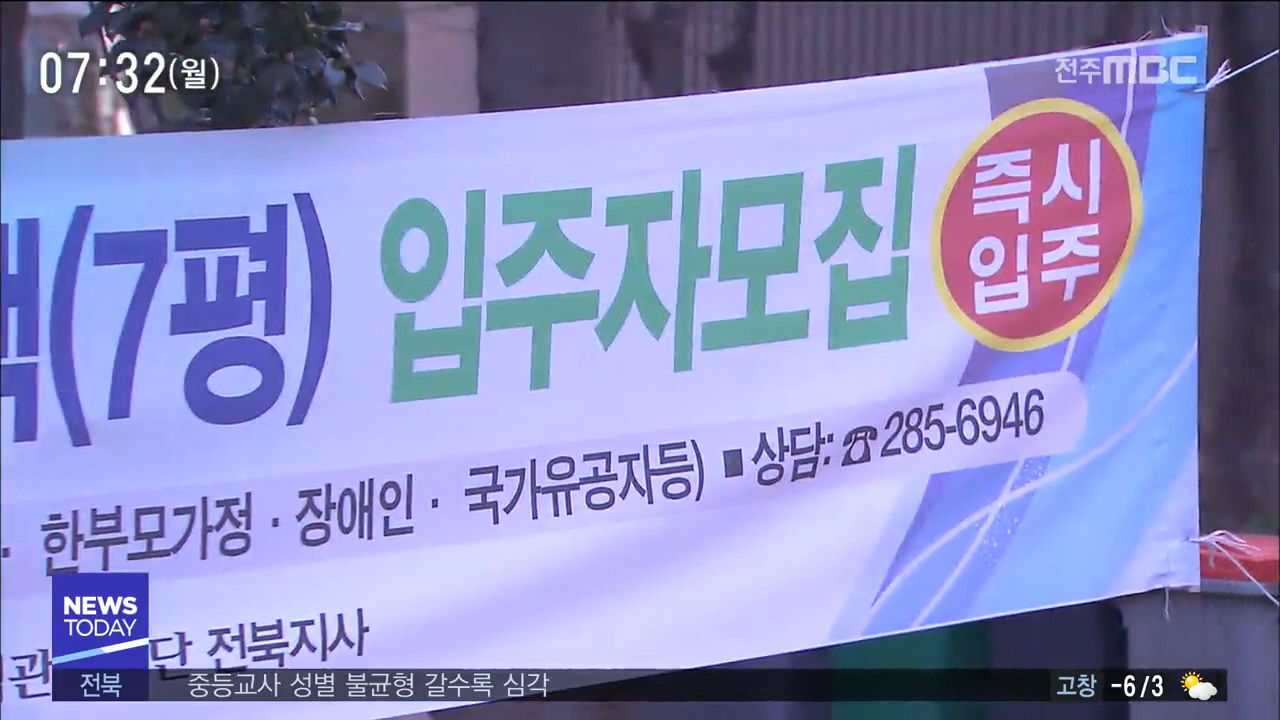 07:32(월)
전주MBC
(7평) 입주자모집
즉시
입주
· 한부모가정 · 장애인 · 국가유공자등) ■ 상담: ☎ 285-6946
단 전북지사
NEWS
TODAY
전북
중등교사 성별 불균형 갈수록 심각
고창 -6/3